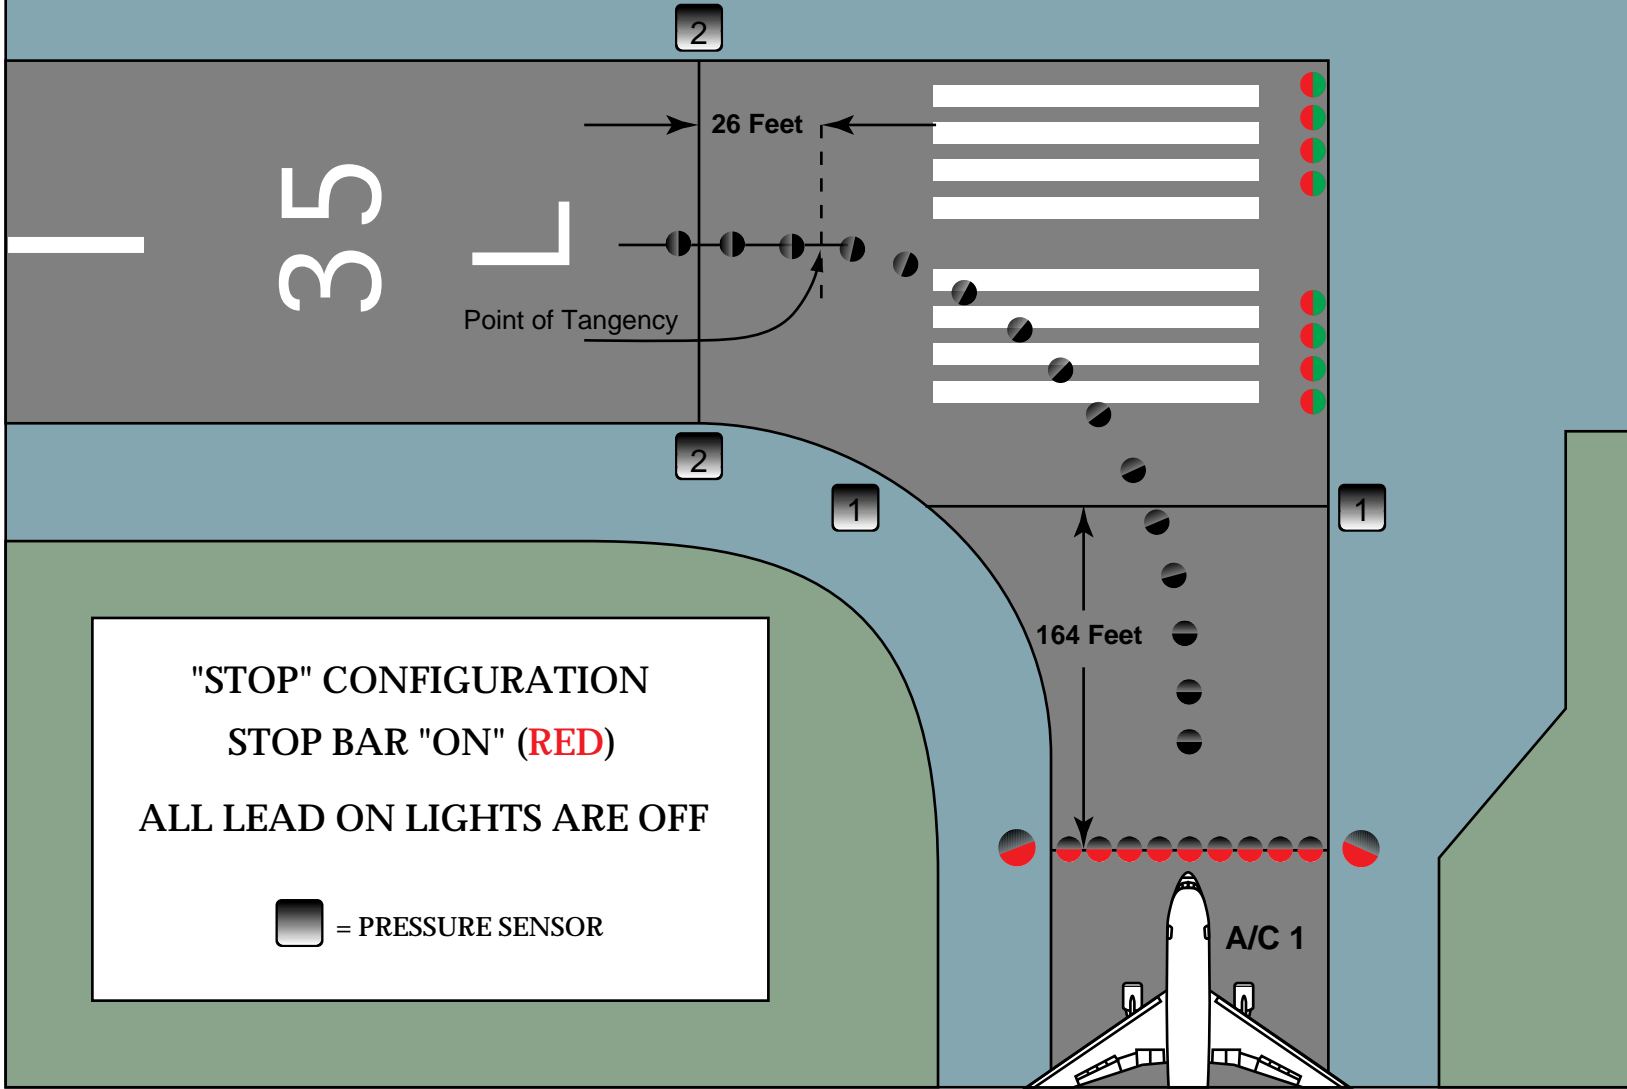 2
26 Feet
35
L
Point of Tangency
2
1
1
164 Feet
"STOP" CONFIGURATION
STOP BAR "ON" (RED)
ALL LEAD ON LIGHTS ARE OFF
= PRESSURE SENSOR
A/C 1